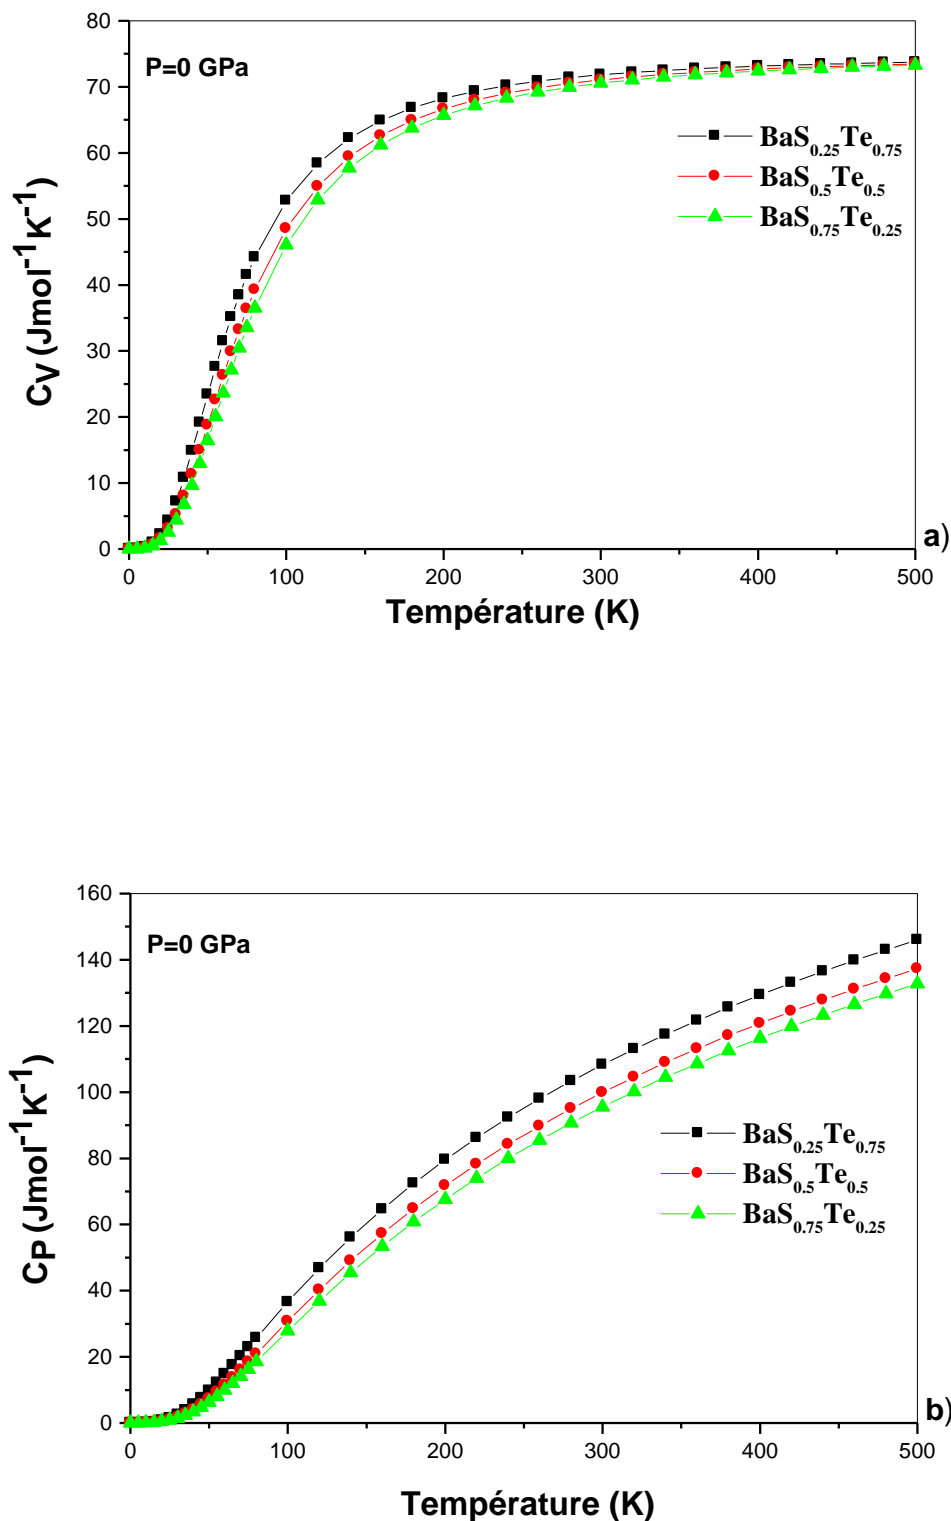 80
70
60
50
40
30
20
10
0
P=0 GPa
BaS0.25Te0.75
BaS0.5Te0.5
BaS0.75Te0.25
CV (Jmol-1K-1)
0 100 200 300 400 500
a)
Température (K)
160
140
120
100
80
60
40
20
0
P=0 GPa
BaS0.25Te0.75
BaS0.5Te0.5
BaS0.75Te0.25
CP (Jmol-1K-1)
b)
0 100 200 300 400 500
Température (K)